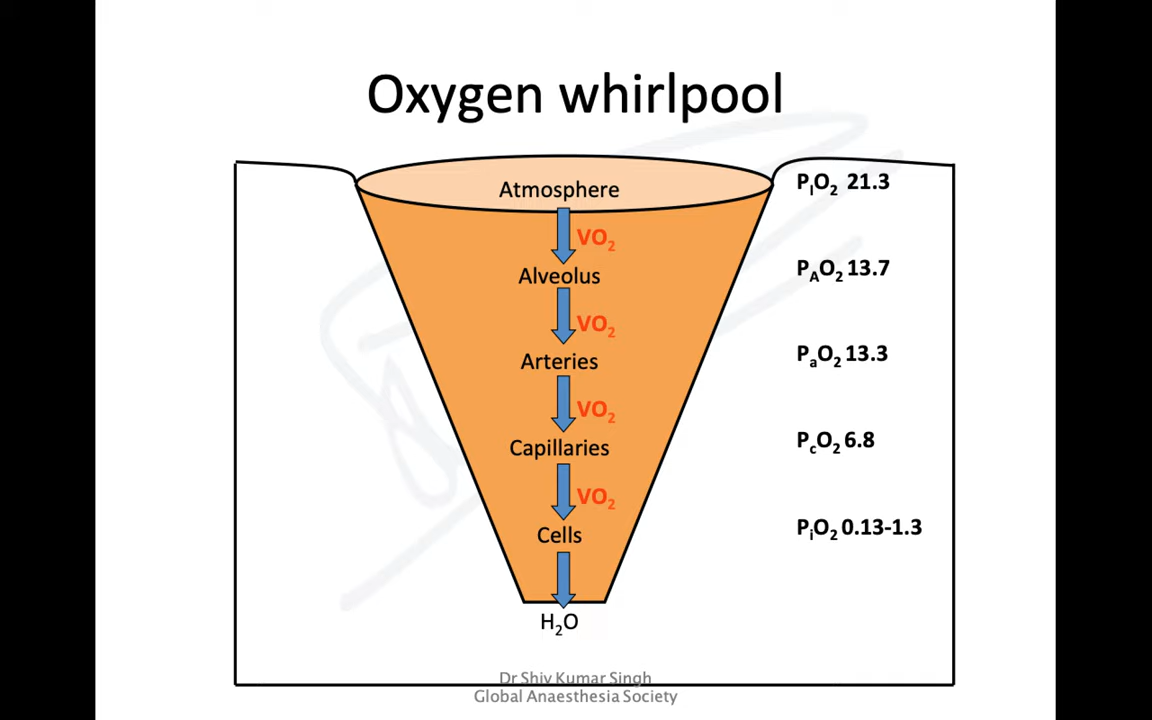 Oxygen whirlpool
Atmosphere
PIO2 21.3
VO2
Alveolus
PAO2 13.7
VO2
Arteries
PaO2 13.3
VO2
Capillaries
PcO2 6.8
VO2
Cells
PiO2 0.13-1.3
H2O
Dr Shiv Kumar Singh
Global Anaesthesia Society